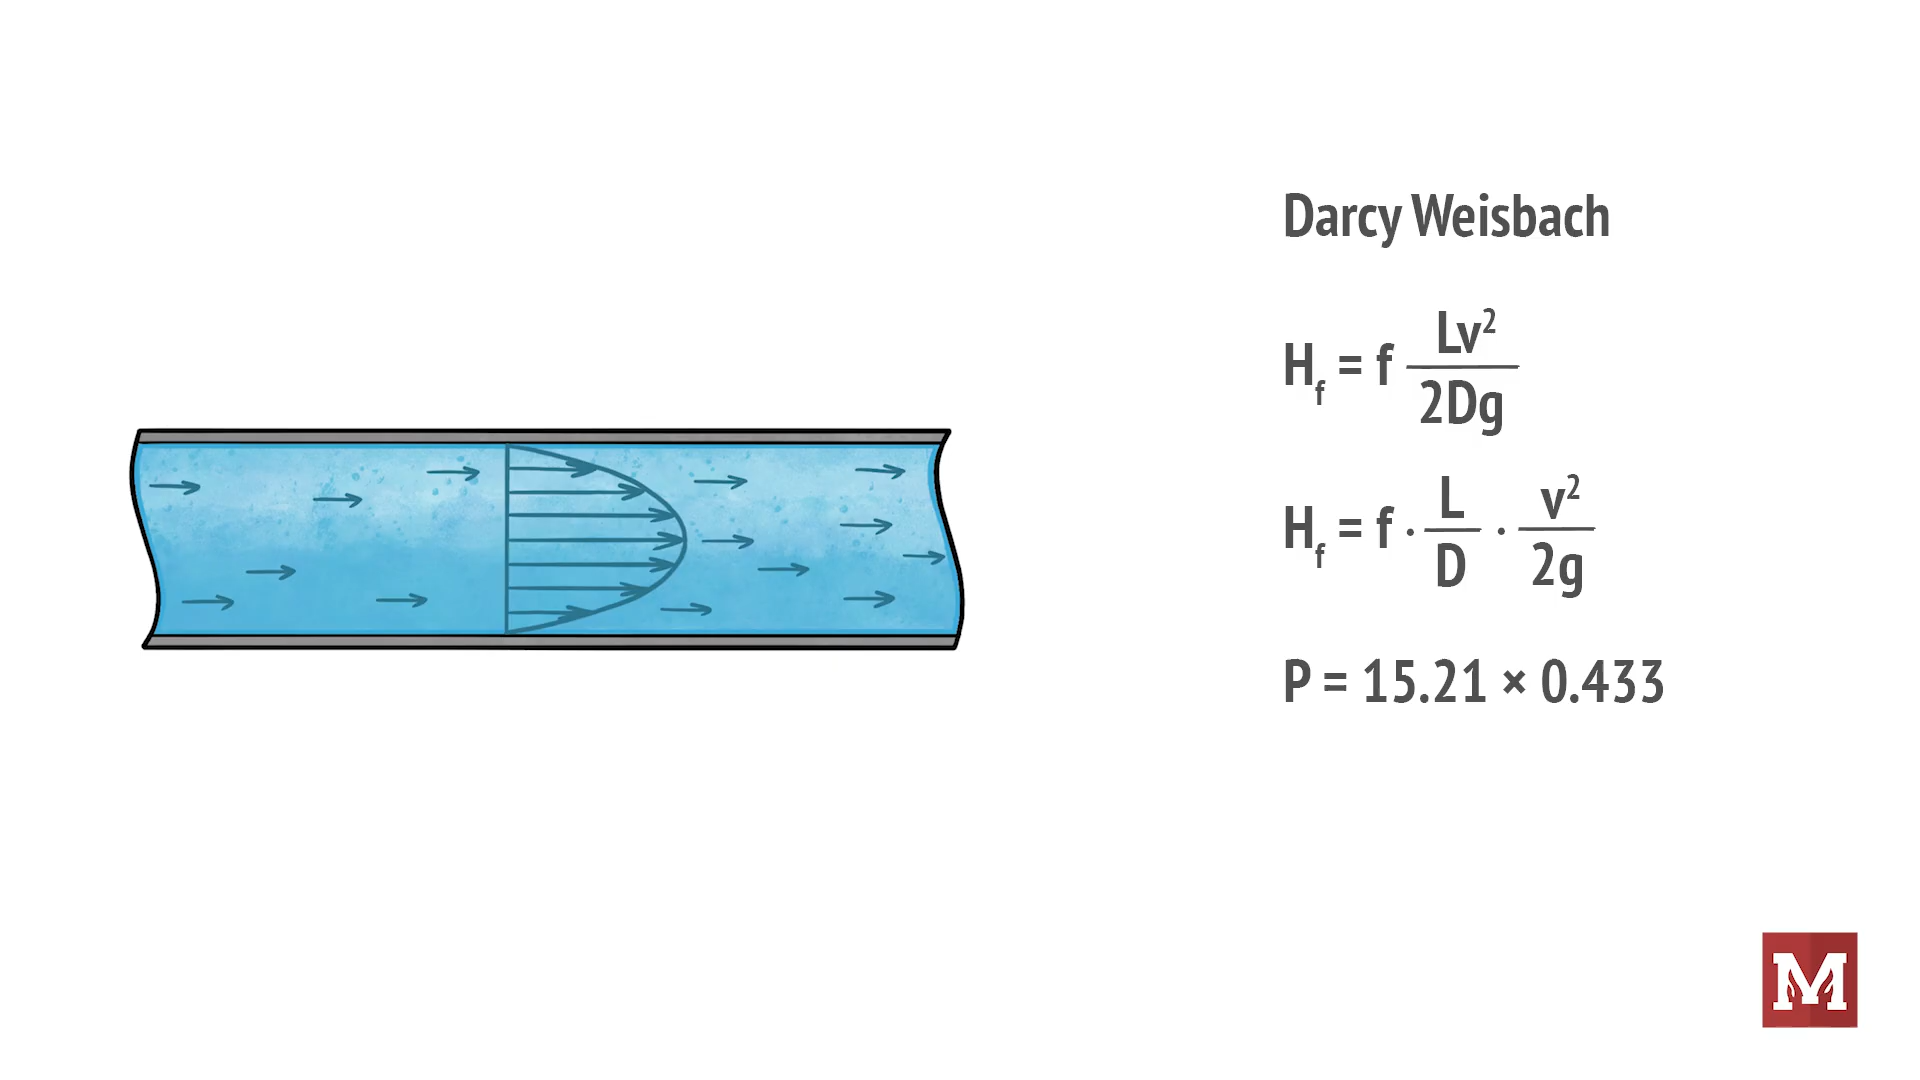 Darcy Weisbach
H_f = f Lv²/2Dg
H_f = f · L/D · v²/2g
P = 15.21 × 0.433
M